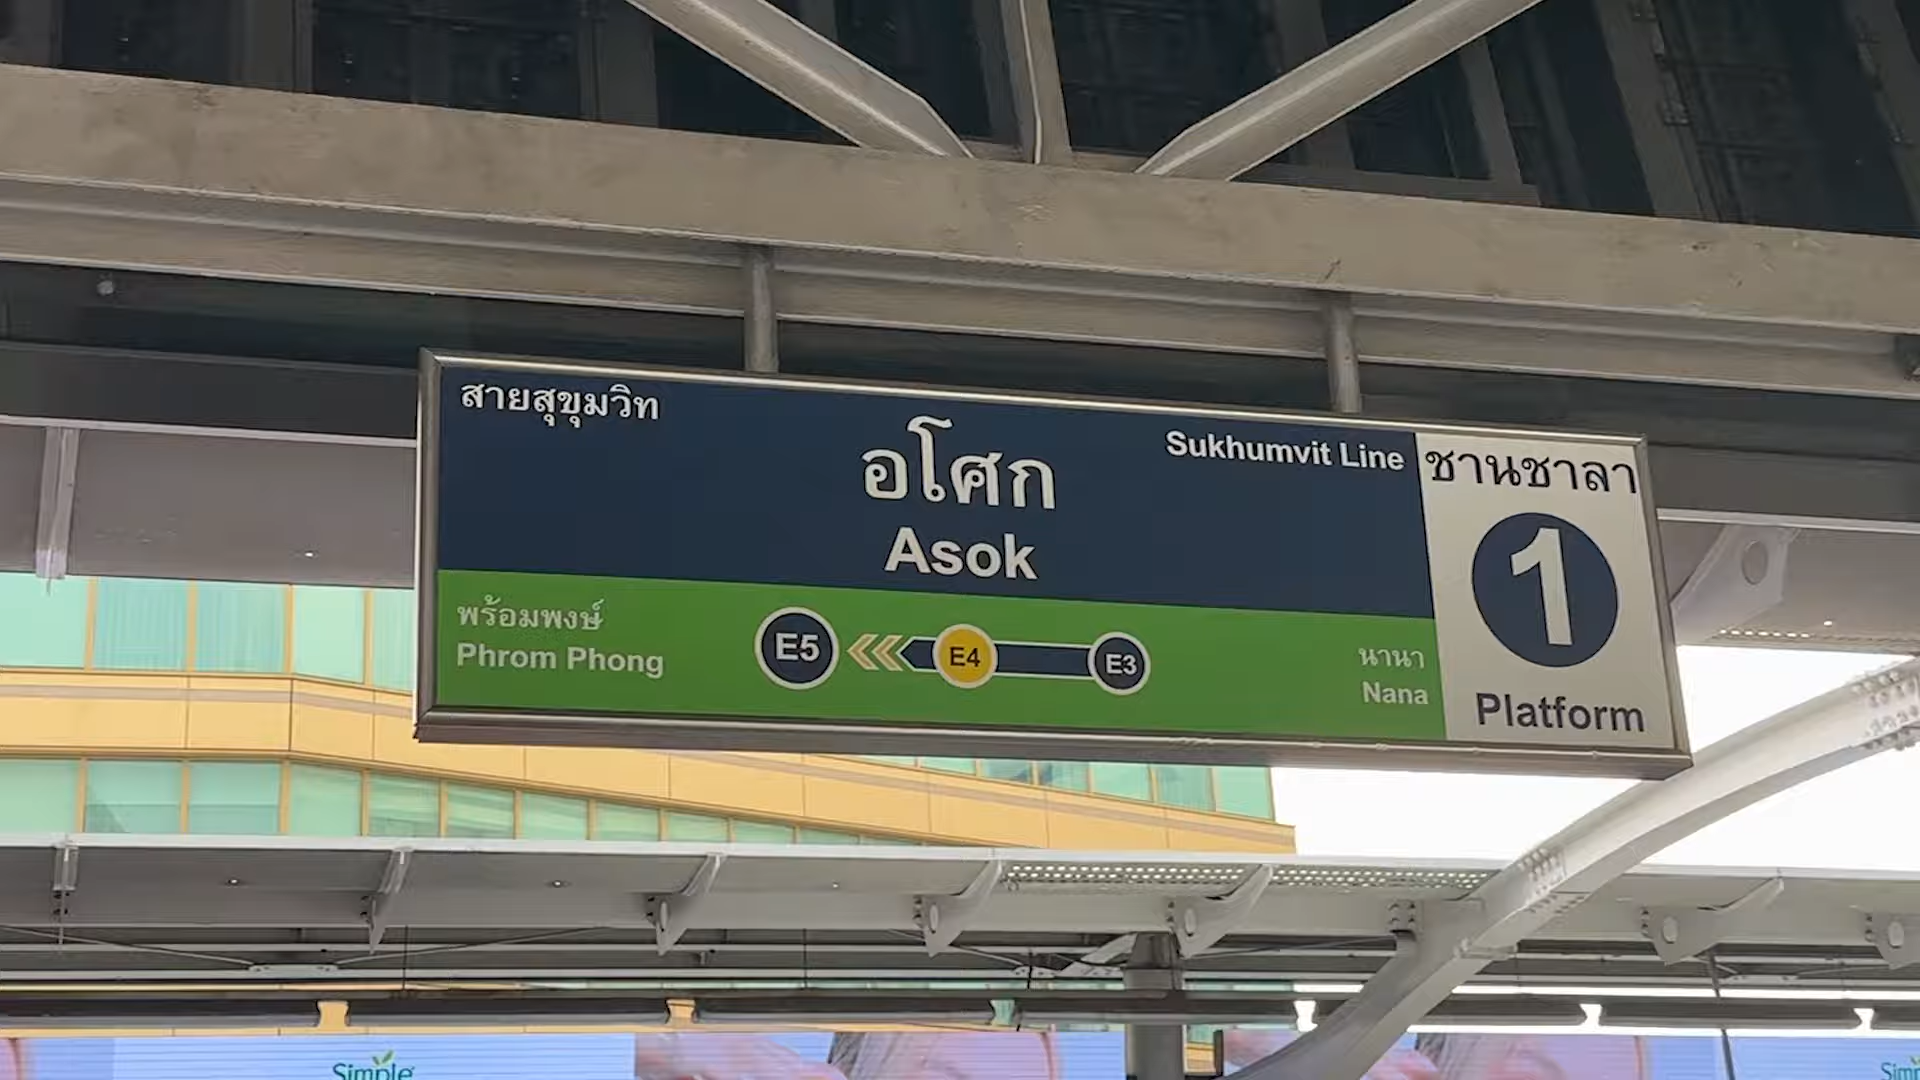 สายสุขุมวิท
Sukhumvit Line
อโศก
Asok
พร้อมพงษ์
Phrom Phong
E5
E4
E3
นานา
Nana
ชานชาลา
1
Platform
Simple